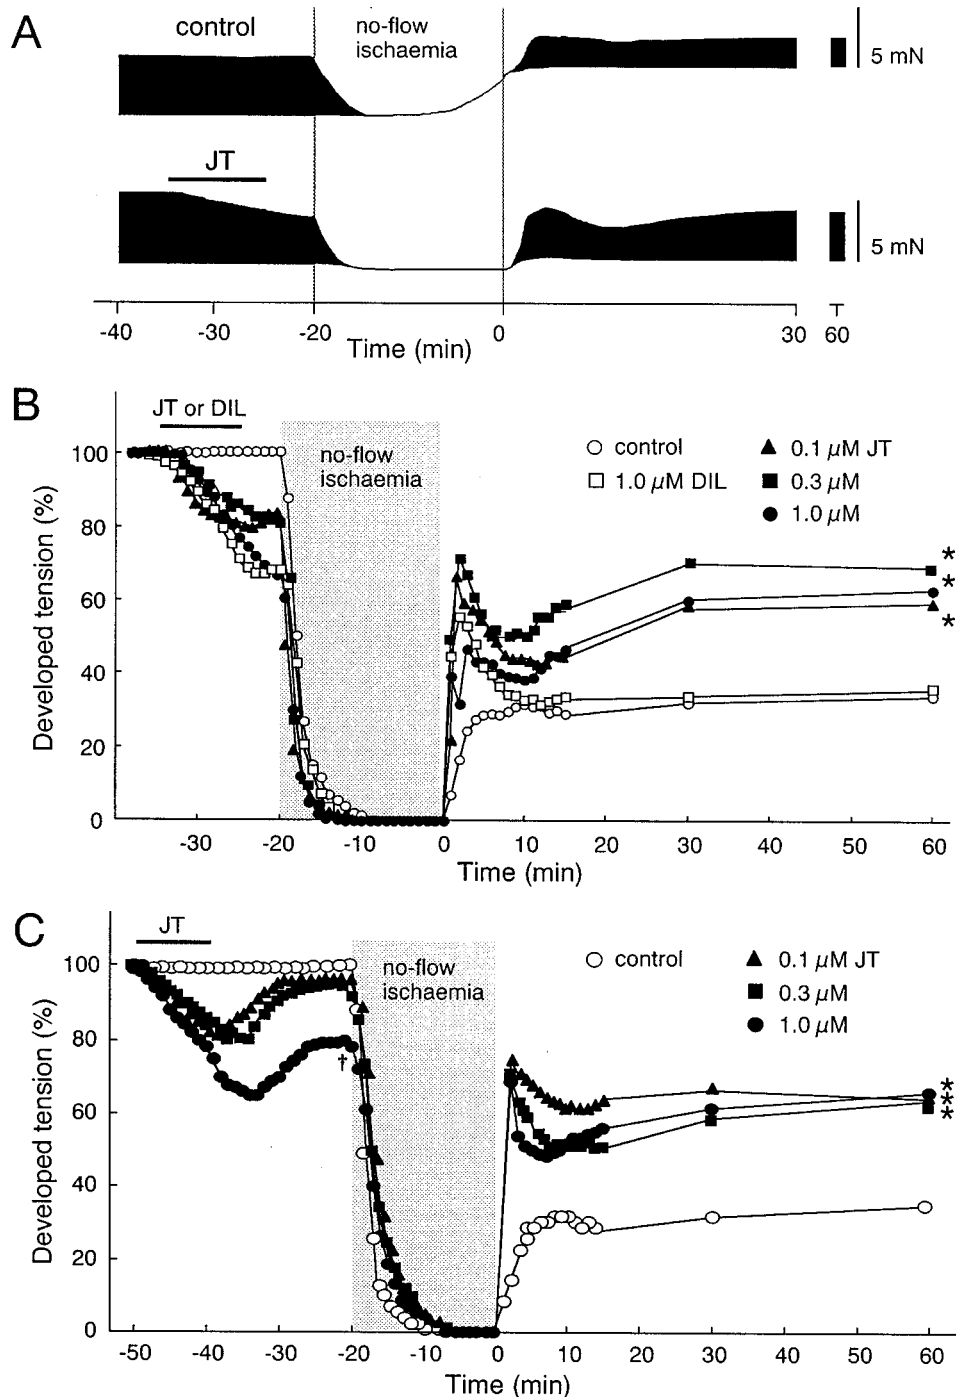 A
control
no-flow
ischaemia
5 mN
JT
5 mN
-40
-30
-20
0
30
60
Time (min)
B
JT or DIL
no-flow
ischaemia
control
1.0 µM DIL
0.1 µM JT
0.3 µM
1.0 µM
Developed tension (%)
100
80
60
40
20
0
*
*
*
-30
-20
-10
0
10
20
30
40
50
60
Time (min)
C
JT
no-flow
ischaemia
control
0.1 µM JT
0.3 µM
1.0 µM
Developed tension (%)
100
80
60
40
20
0
†
*
*
*
-50
-40
-30
-20
-10
0
10
20
30
40
50
60
Time (min)